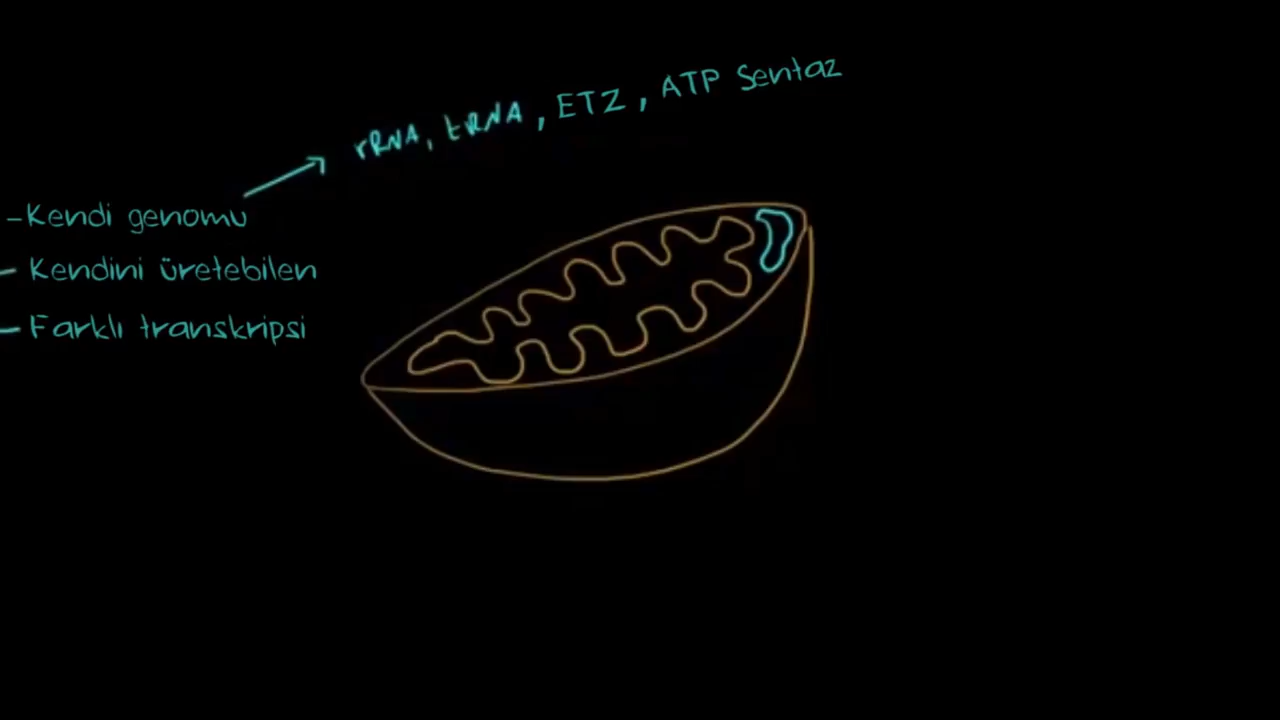 rRNA, tRNA, ETZ, ATP Sentaz
-Kendi genomu
- Kendini üretebilen
- Farklı transkripsi